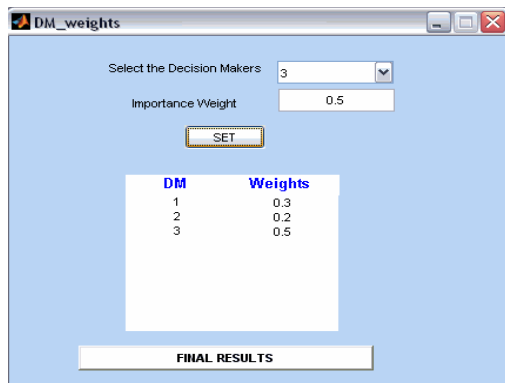 DM_weights
Select the Decision Makers 3
Importance Weight 0.5
SET
DM Weights
1 0.3
2 0.2
3 0.5
FINAL RESULTS